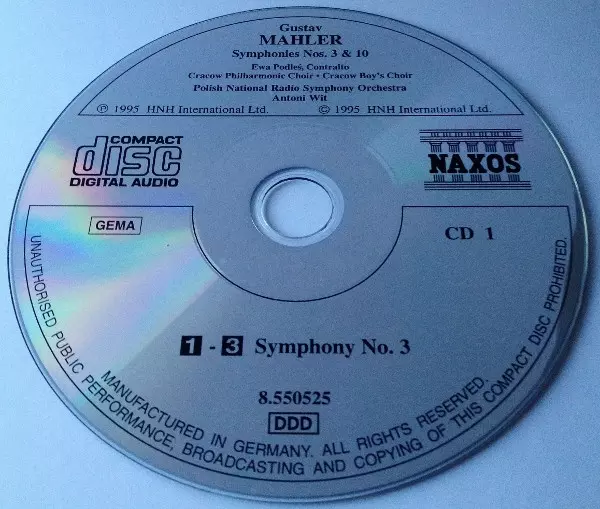 Gustav
MAHLER
Symphonies Nos. 3 & 10
Ewa Podleś, Contralto
Cracow Philharmonic Choir • Cracow Boy's Choir
Polish National Radio Symphony Orchestra
Antoni Wit
℗ 1995 HNH International Ltd. © 1995 HNH International Ltd.
COMPACT
disc
DIGITAL AUDIO
NAXOS
GEMA
CD 1
1 - 3 Symphony No. 3
8.550525
DDD
MANUFACTURED IN GERMANY. ALL RIGHTS RESERVED.
UNAUTHORISED PUBLIC PERFORMANCE, BROADCASTING AND COPYING OF THIS COMPACT DISC PROHIBITED.